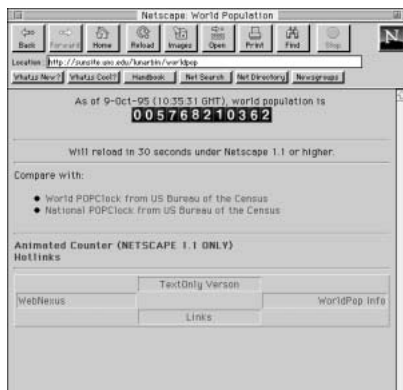 Netscape: World Population
Back Forward Home Reload Images Open Print Find Stop
N
Location: http://sunsite.unc.edu/lunarbin/worldpop
What's New? What's Cool? Handbook Net Search Net Directory Newsgroups
As of 9-Oct-95 (10:35:31 GMT), world population is
005768210362
Will reload in 30 seconds under Netscape 1.1 or higher.
Compare with:
World POPClock from US Bureau of the Census
National POPClock from US Bureau of the Census
Animated Counter (NETSCAPE 1.1 ONLY)
Hotlinks
TextOnly Verson
WebNexus WorldPop Info
Links